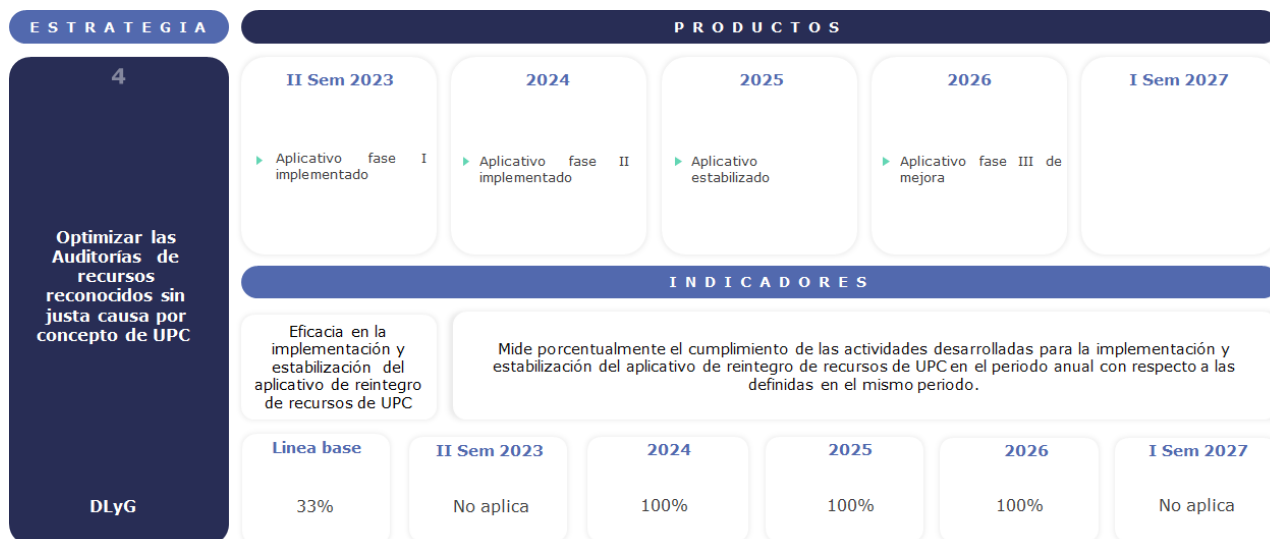 ESTRATEGIA
4
Optimizar las
Auditorías de
recursos
reconocidos sin
justa causa por
concepto de UPC
DLyG
PRODUCTOS
II Sem 2023
Aplicativo fase I
implementado
2024
Aplicativo fase II
implementado
2025
Aplicativo
estabilizado
2026
Aplicativo fase III de
mejora
I Sem 2027
INDICADORES
Eficacia en la
implementación y
estabilización del
aplicativo de reintegro
de recursos de UPC
Mide porcentualmente el cumplimiento de las actividades desarrolladas para la implementación y
estabilización del aplicativo de reintegro de recursos de UPC en el periodo anual con respecto a las
definidas en el mismo periodo.
Linea base
33%
II Sem 2023
No aplica
2024
100%
2025
100%
2026
100%
I Sem 2027
No aplica